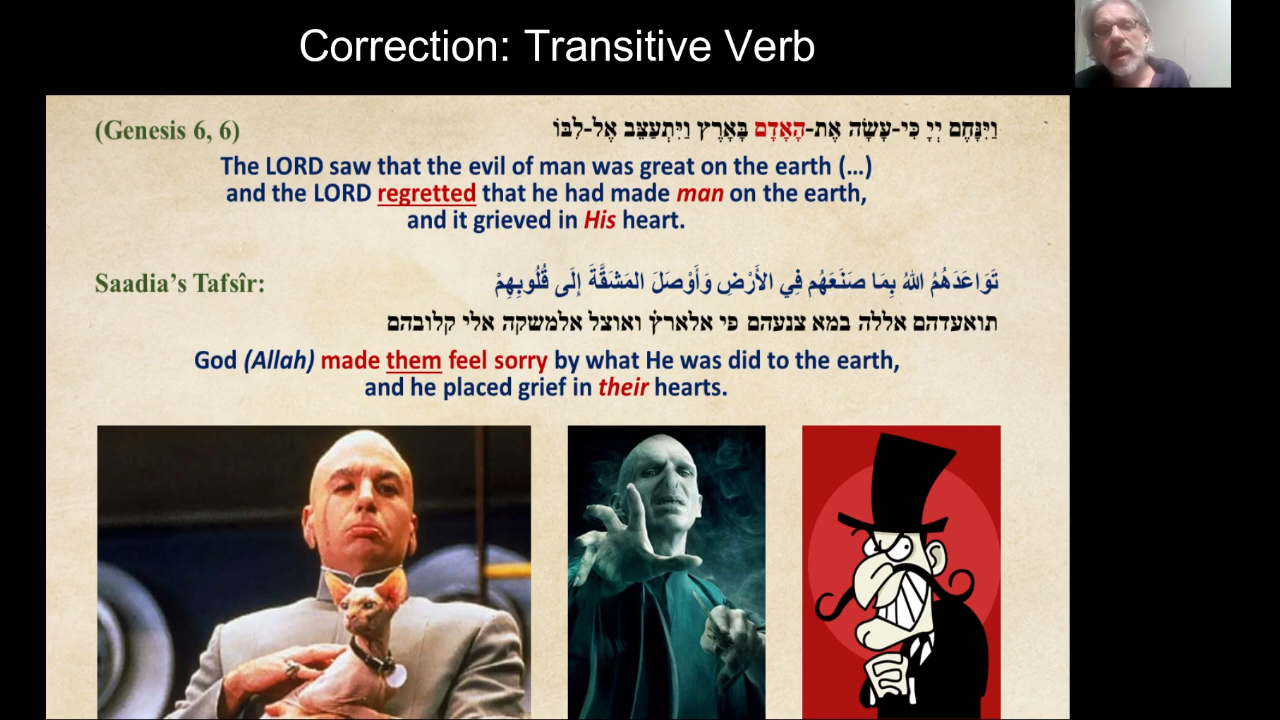 Correction: Transitive Verb
(Genesis 6, 6)
וַיִּנָּחֶם יְיָ כִּי-עָשָׂה אֶת-הָאָדָם בָּאָרֶץ וַיִּתְעַצֵּב אֶל-לִבּוֹ
The LORD saw that the evil of man was great on the earth (...)
and the LORD regretted that he had made man on the earth,
and it grieved in His heart.
Saadia’s Tafsîr:
تَوَاعَدَهُمُ اللهُ بِمَا صَنَعَهُم فِي الأَرْضِ وَأَوْصَلَ المَشَقَّةَ إِلَى قُلُوبِهِمْ
תואעדהם אללה במא צנעהם פי אלארץ̇ ואוצל אלמשקה אלי קלובהם
God (Allah) made them feel sorry by what He was did to the earth,
and he placed grief in their hearts.